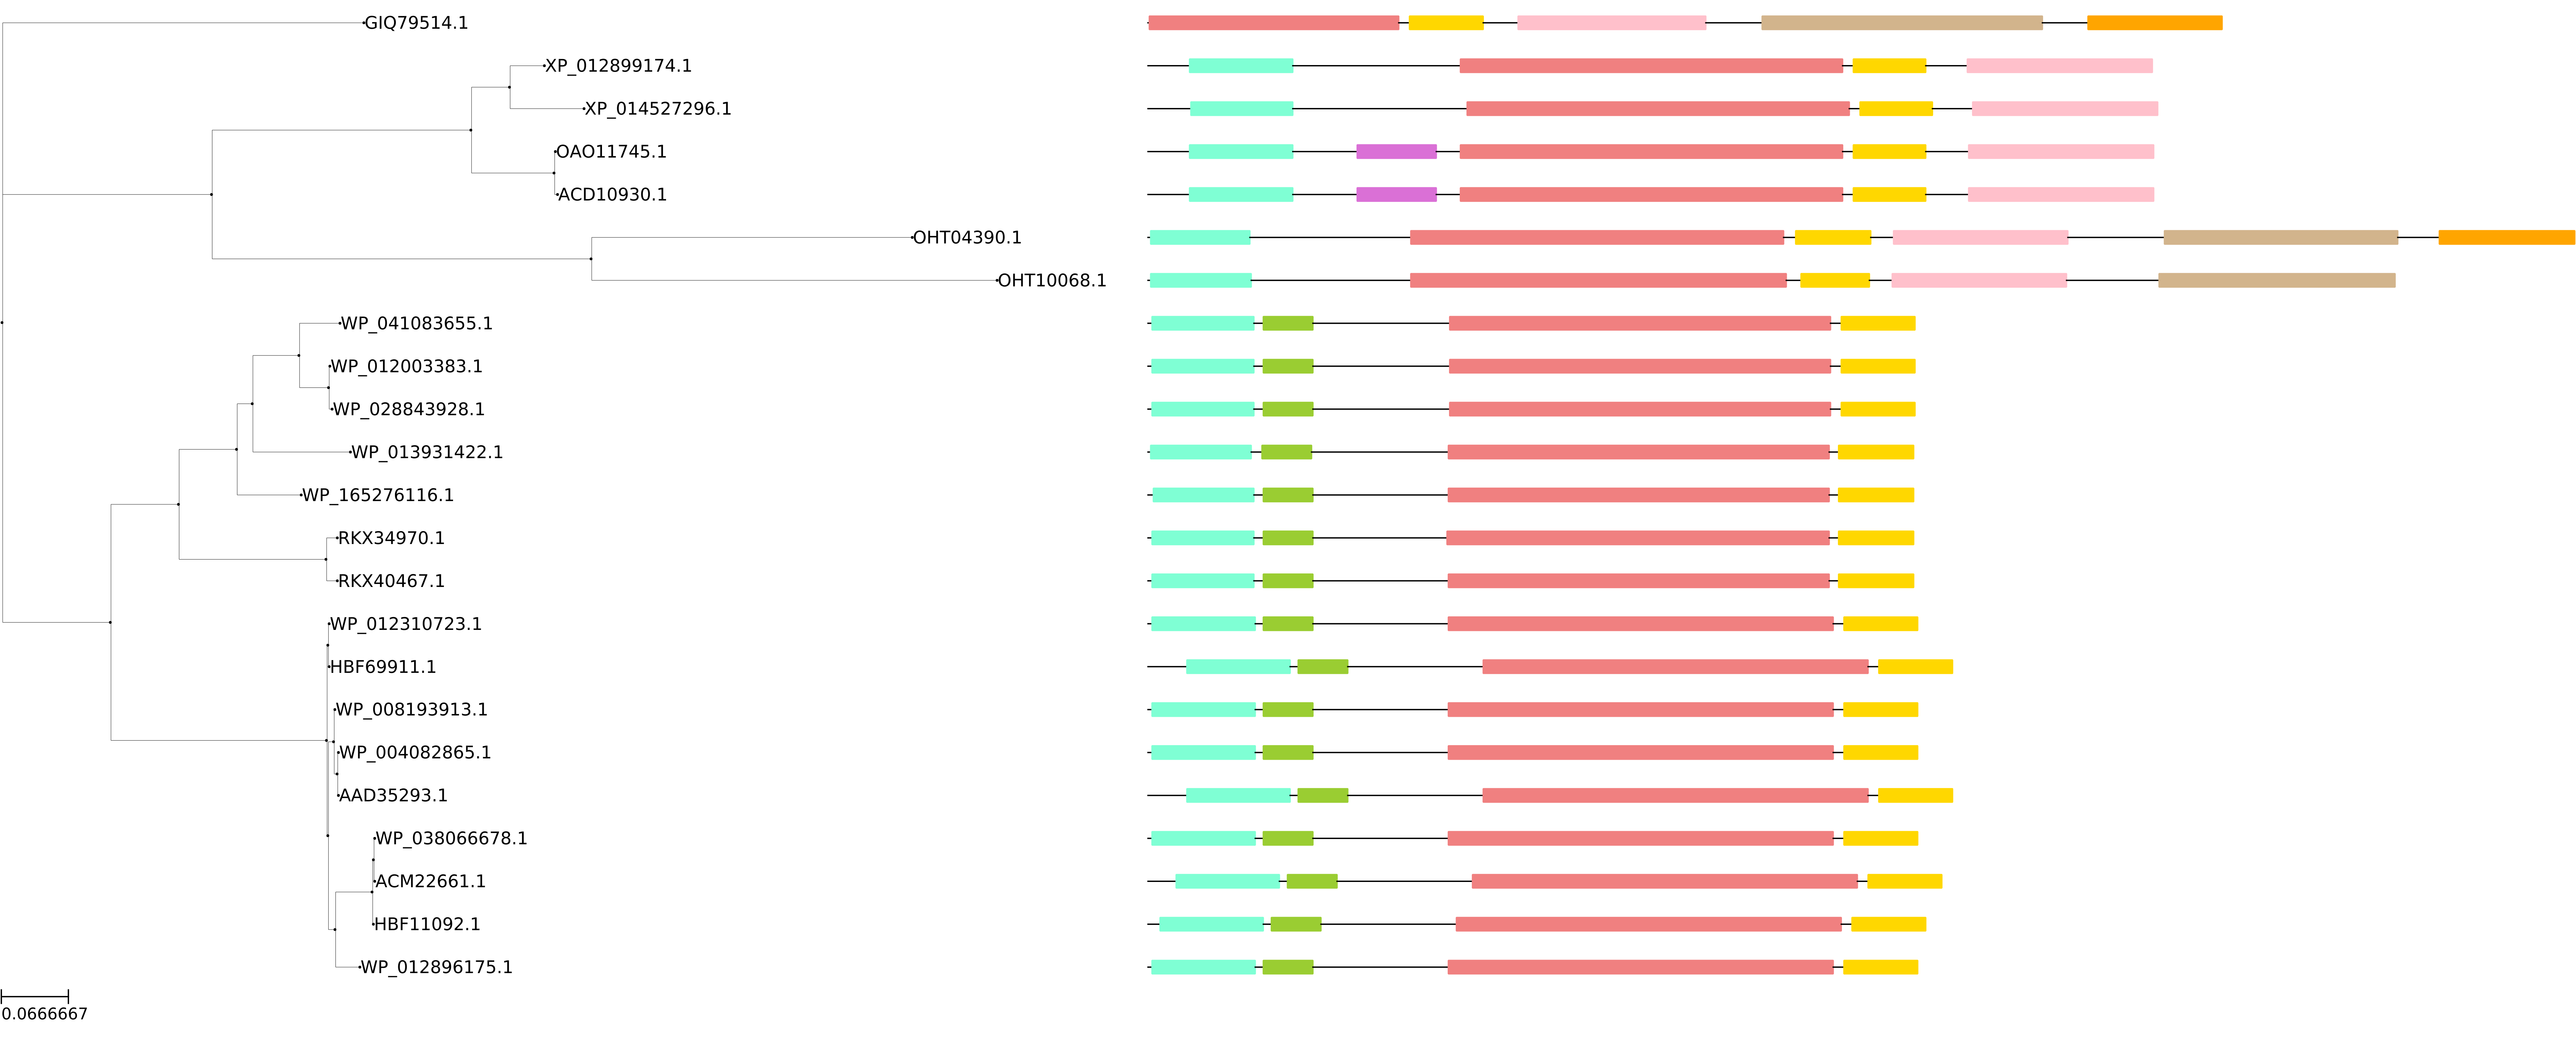 GIQ79514.1
XP_012899174.1
XP_014527296.1
OAO11745.1
ACD10930.1
OHT04390.1
OHT10068.1
WP_041083655.1
WP_012003383.1
WP_028843928.1
WP_013931422.1
WP_165276116.1
RKX34970.1
RKX40467.1
WP_012310723.1
HBF69911.1
WP_008193913.1
WP_004082865.1
AAD35293.1
WP_038066678.1
ACM22661.1
HBF11092.1
WP_012896175.1
0.0666667